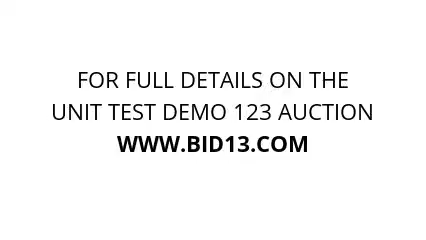 FOR FULL DETAILS ON THE
UNIT TEST DEMO 123 AUCTION
WWW.BID13.COM